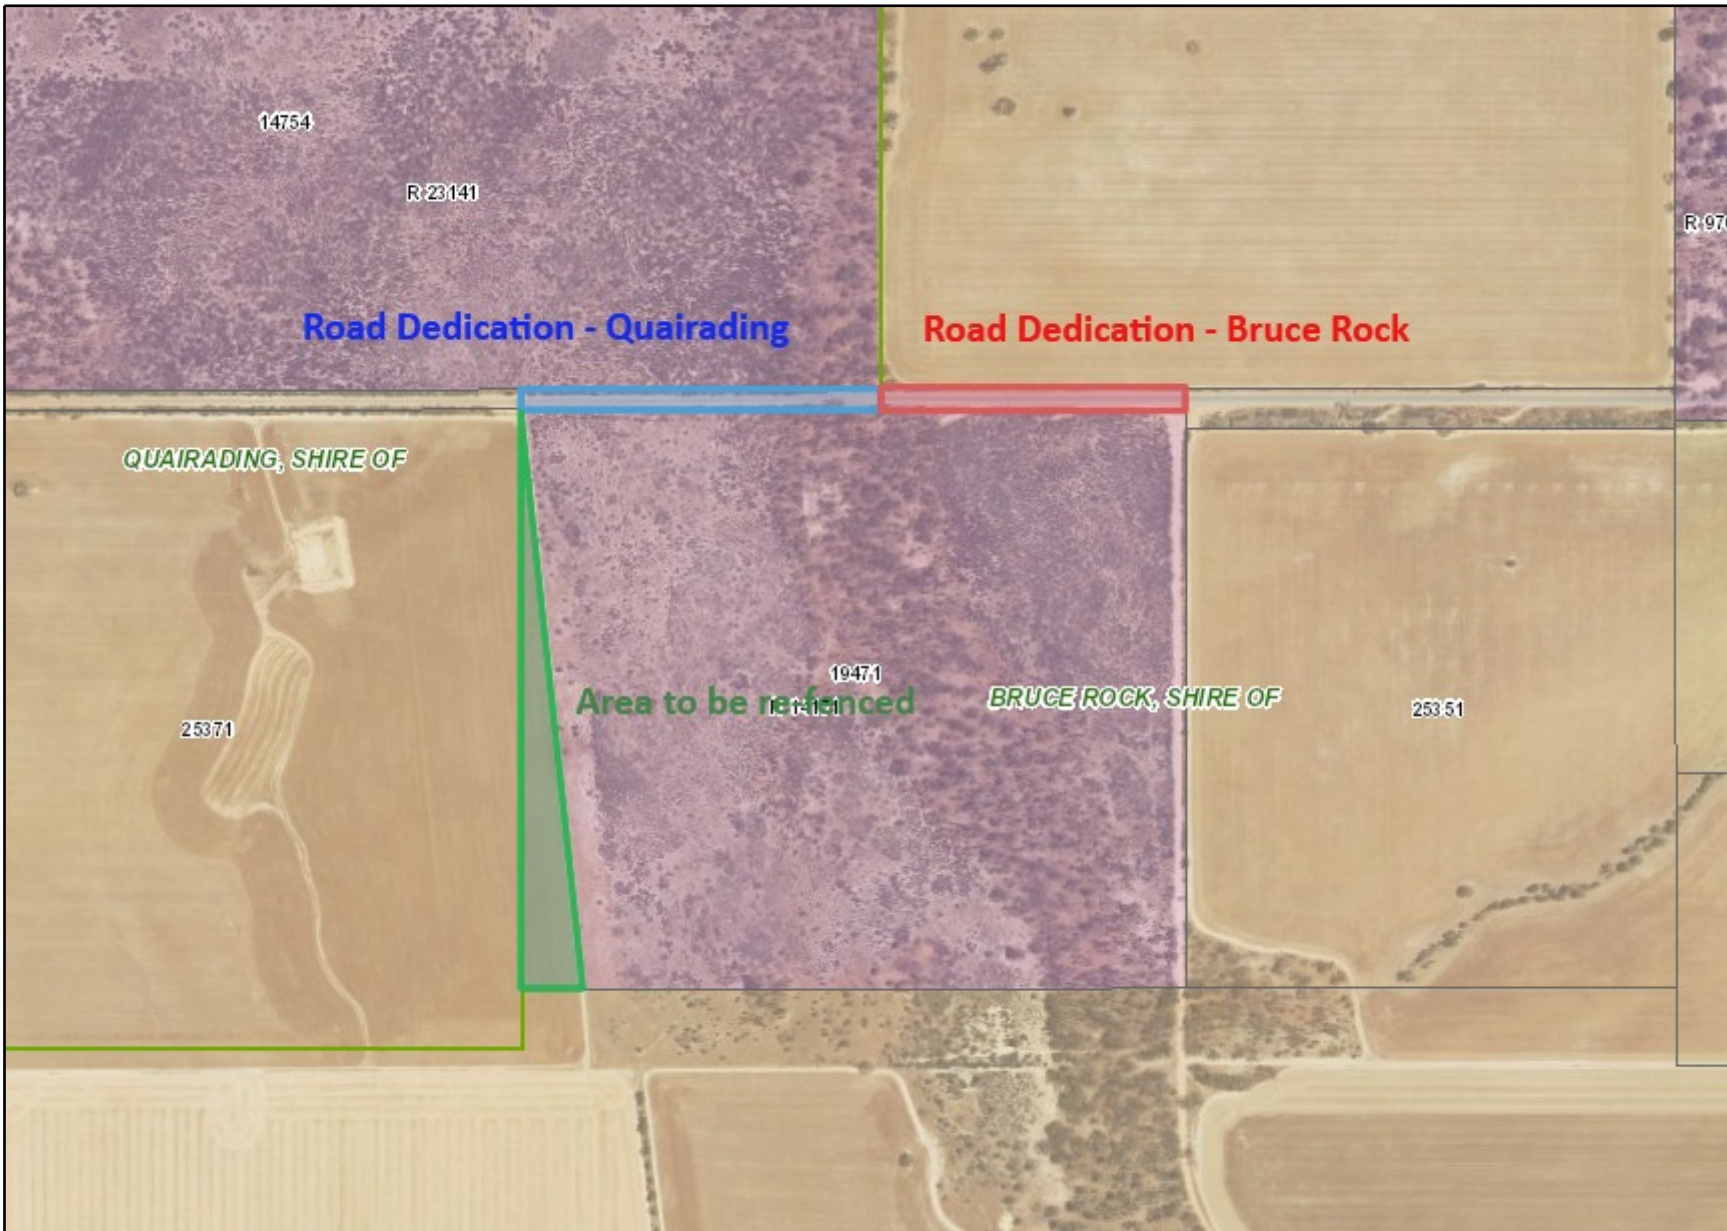 14754
R 23141
R 970
Road Dedication - Quairading
Road Dedication - Bruce Rock
QUAIRADING, SHIRE OF
19471
Area to be re-fenced
BRUCE ROCK, SHIRE OF
25371
25351